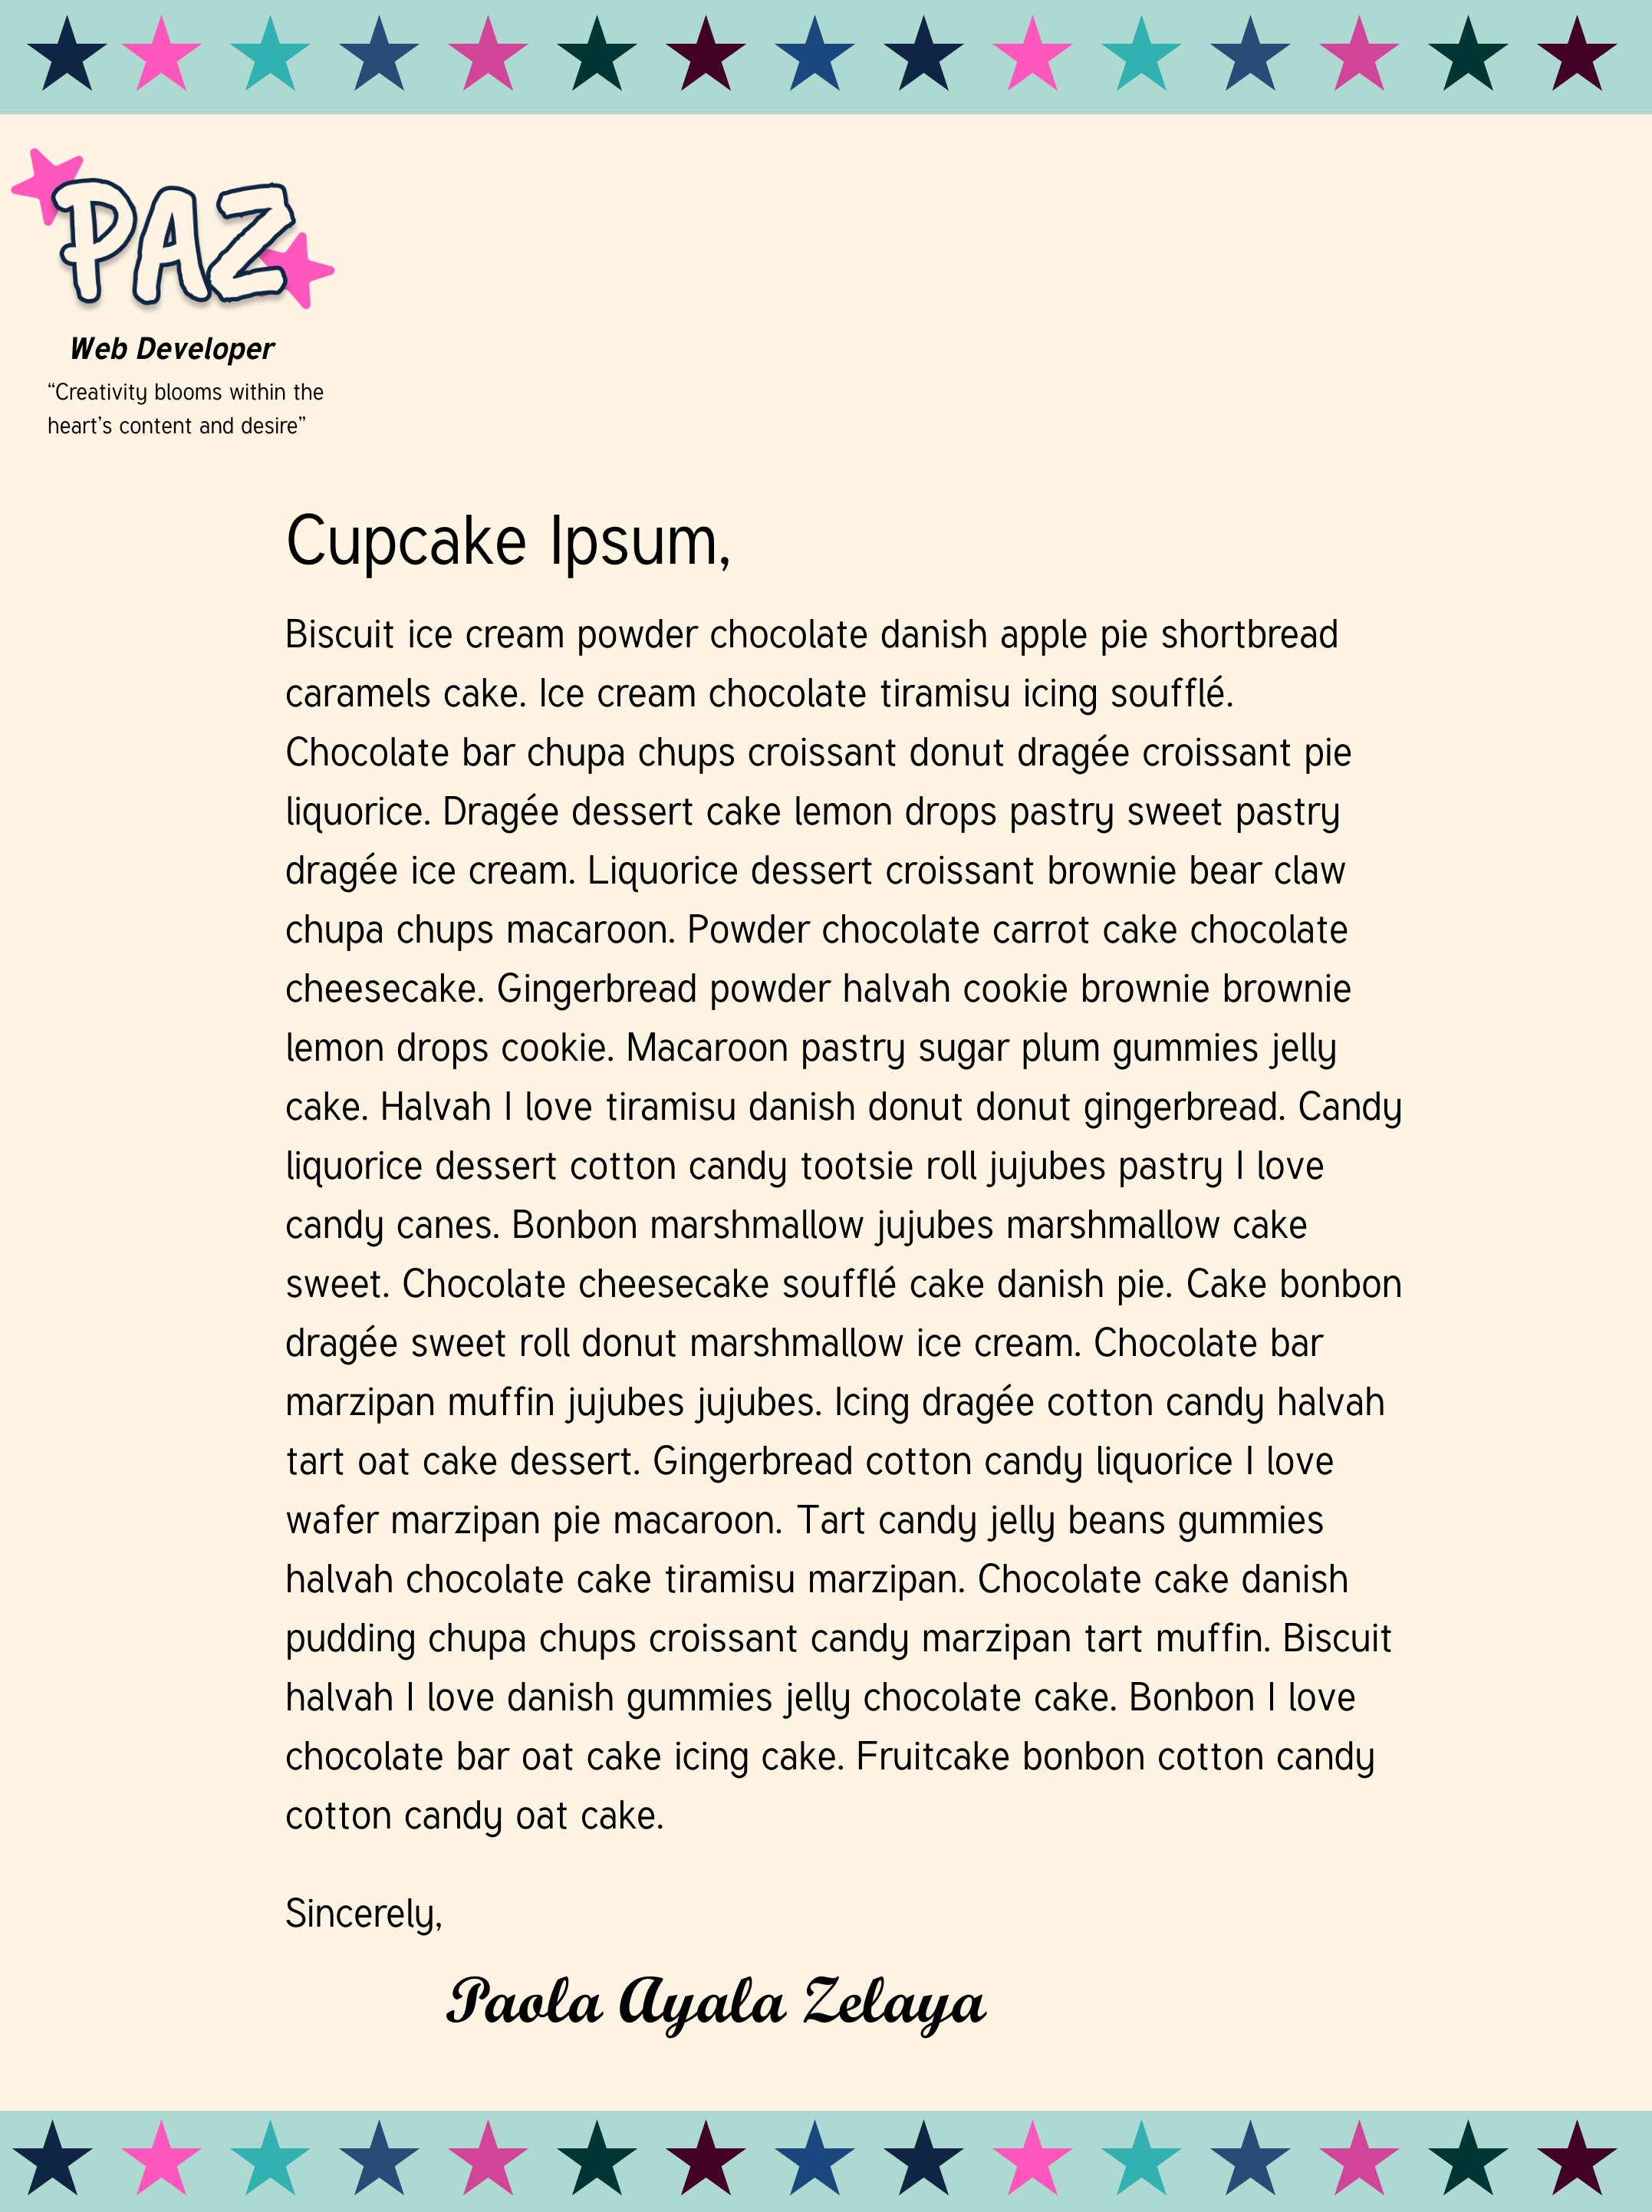 PAZ
Web Developer
“Creativity blooms within the
heart’s content and desire”
Cupcake Ipsum,
Biscuit ice cream powder chocolate danish apple pie shortbread
caramels cake. Ice cream chocolate tiramisu icing soufflé.
Chocolate bar chupa chups croissant donut dragée croissant pie
liquorice. Dragée dessert cake lemon drops pastry sweet pastry
dragée ice cream. Liquorice dessert croissant brownie bear claw
chupa chups macaroon. Powder chocolate carrot cake chocolate
cheesecake. Gingerbread powder halvah cookie brownie brownie
lemon drops cookie. Macaroon pastry sugar plum gummies jelly
cake. Halvah I love tiramisu danish donut donut gingerbread. Candy
liquorice dessert cotton candy tootsie roll jujubes pastry I love
candy canes. Bonbon marshmallow jujubes marshmallow cake
sweet. Chocolate cheesecake soufflé cake danish pie. Cake bonbon
dragée sweet roll donut marshmallow ice cream. Chocolate bar
marzipan muffin jujubes jujubes. Icing dragée cotton candy halvah
tart oat cake dessert. Gingerbread cotton candy liquorice I love
wafer marzipan pie macaroon. Tart candy jelly beans gummies
halvah chocolate cake tiramisu marzipan. Chocolate cake danish
pudding chupa chups croissant candy marzipan tart muffin. Biscuit
halvah I love danish gummies jelly chocolate cake. Bonbon I love
chocolate bar oat cake icing cake. Fruitcake bonbon cotton candy
cotton candy oat cake.
Sincerely,
Paola Ayala Zelaya